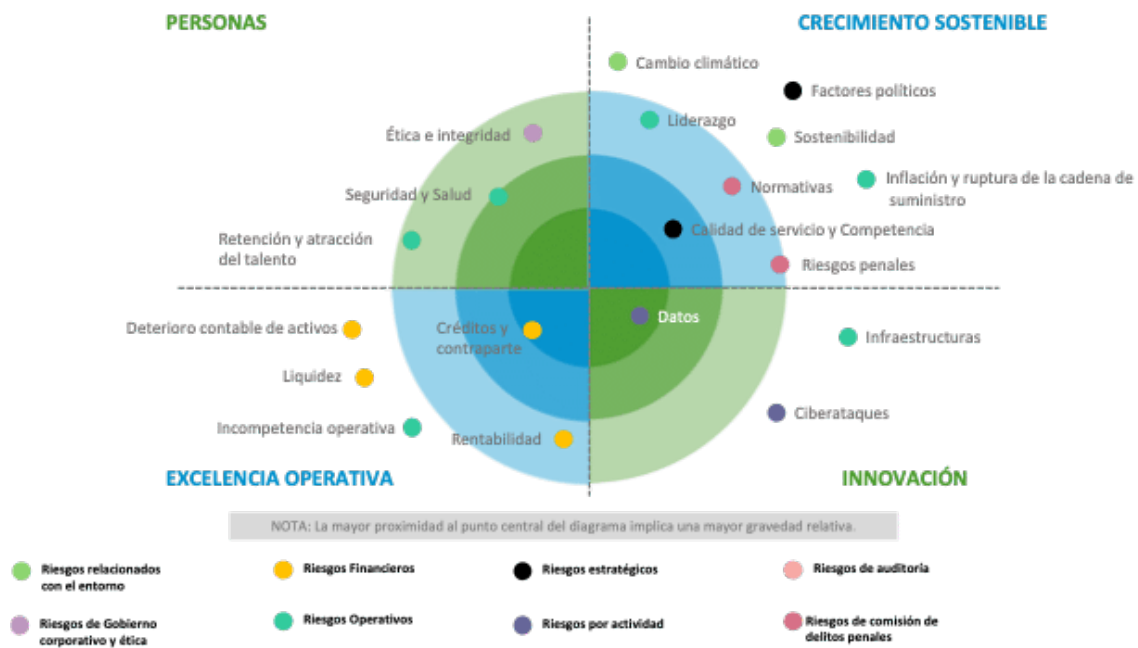 PERSONAS
CRECIMIENTO SOSTENIBLE
Cambio climático
Factores políticos
Liderazgo
Ética e integridad
Sostenibilidad
Inflación y ruptura de la cadena de
suministro
Normativas
Seguridad y Salud
Calidad de servicio y Competencia
Retención y atracción
del talento
Riesgos penales
Datos
Deterioro contable de activos
Créditos y
contraparte
Infraestructuras
Liquidez
Ciberataques
Incompetencia operativa
Rentabilidad
EXCELENCIA OPERATIVA
INNOVACIÓN
NOTA: La mayor proximidad al punto central del diagrama implica una mayor gravedad relativa.
Riesgos relacionados
con el entorno
Riesgos Financieros
Riesgos estratégicos
Riesgos de auditoría
Riesgos de Gobierno
corporativo y ética
Riesgos Operativos
Riesgos por actividad
Riesgos de comisión de
delitos penales